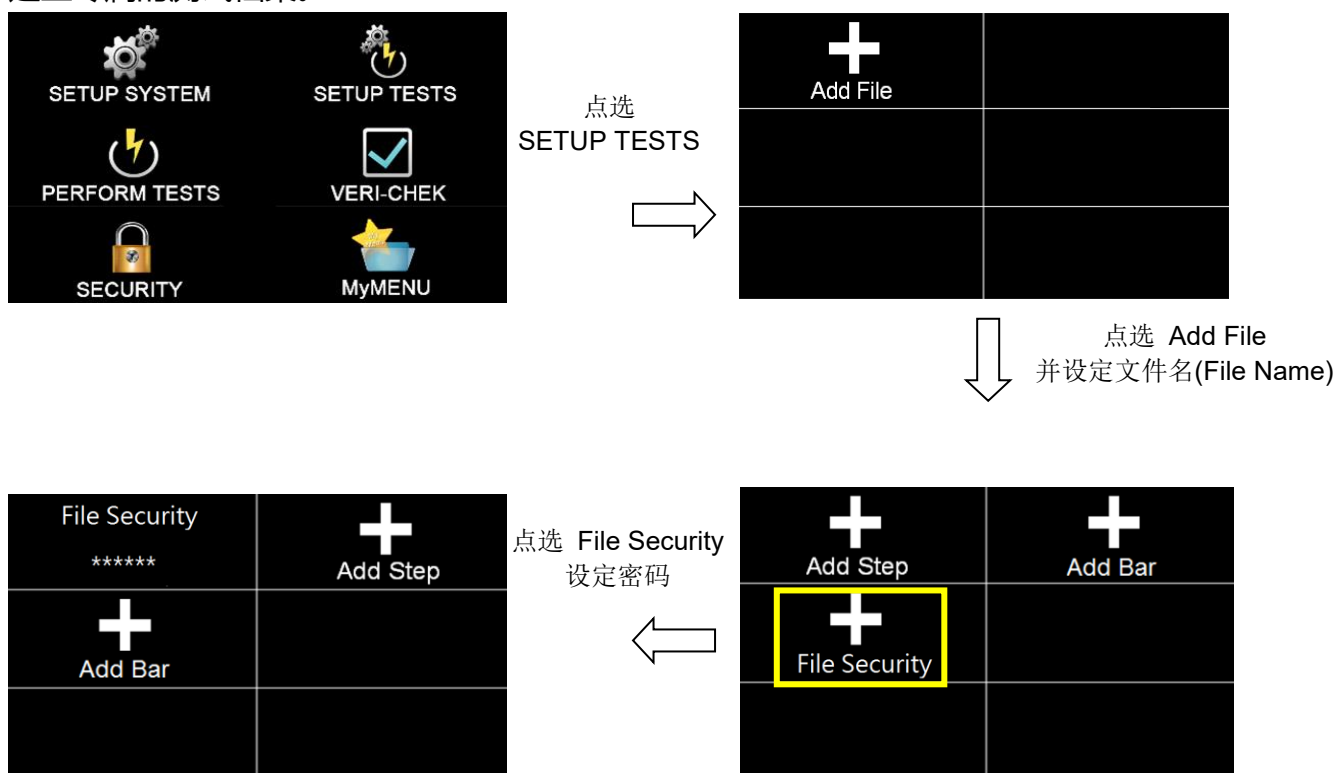 SETUP SYSTEM
SETUP TESTS
PERFORM TESTS
VERI-CHEK
SECURITY
MyMENU
点选
SETUP TESTS
Add File
点选 Add File
并设定文件名(File Name)
Add Step
Add Bar
File Security
点选 File Security
设定密码
File Security
******
Add Step
Add Bar